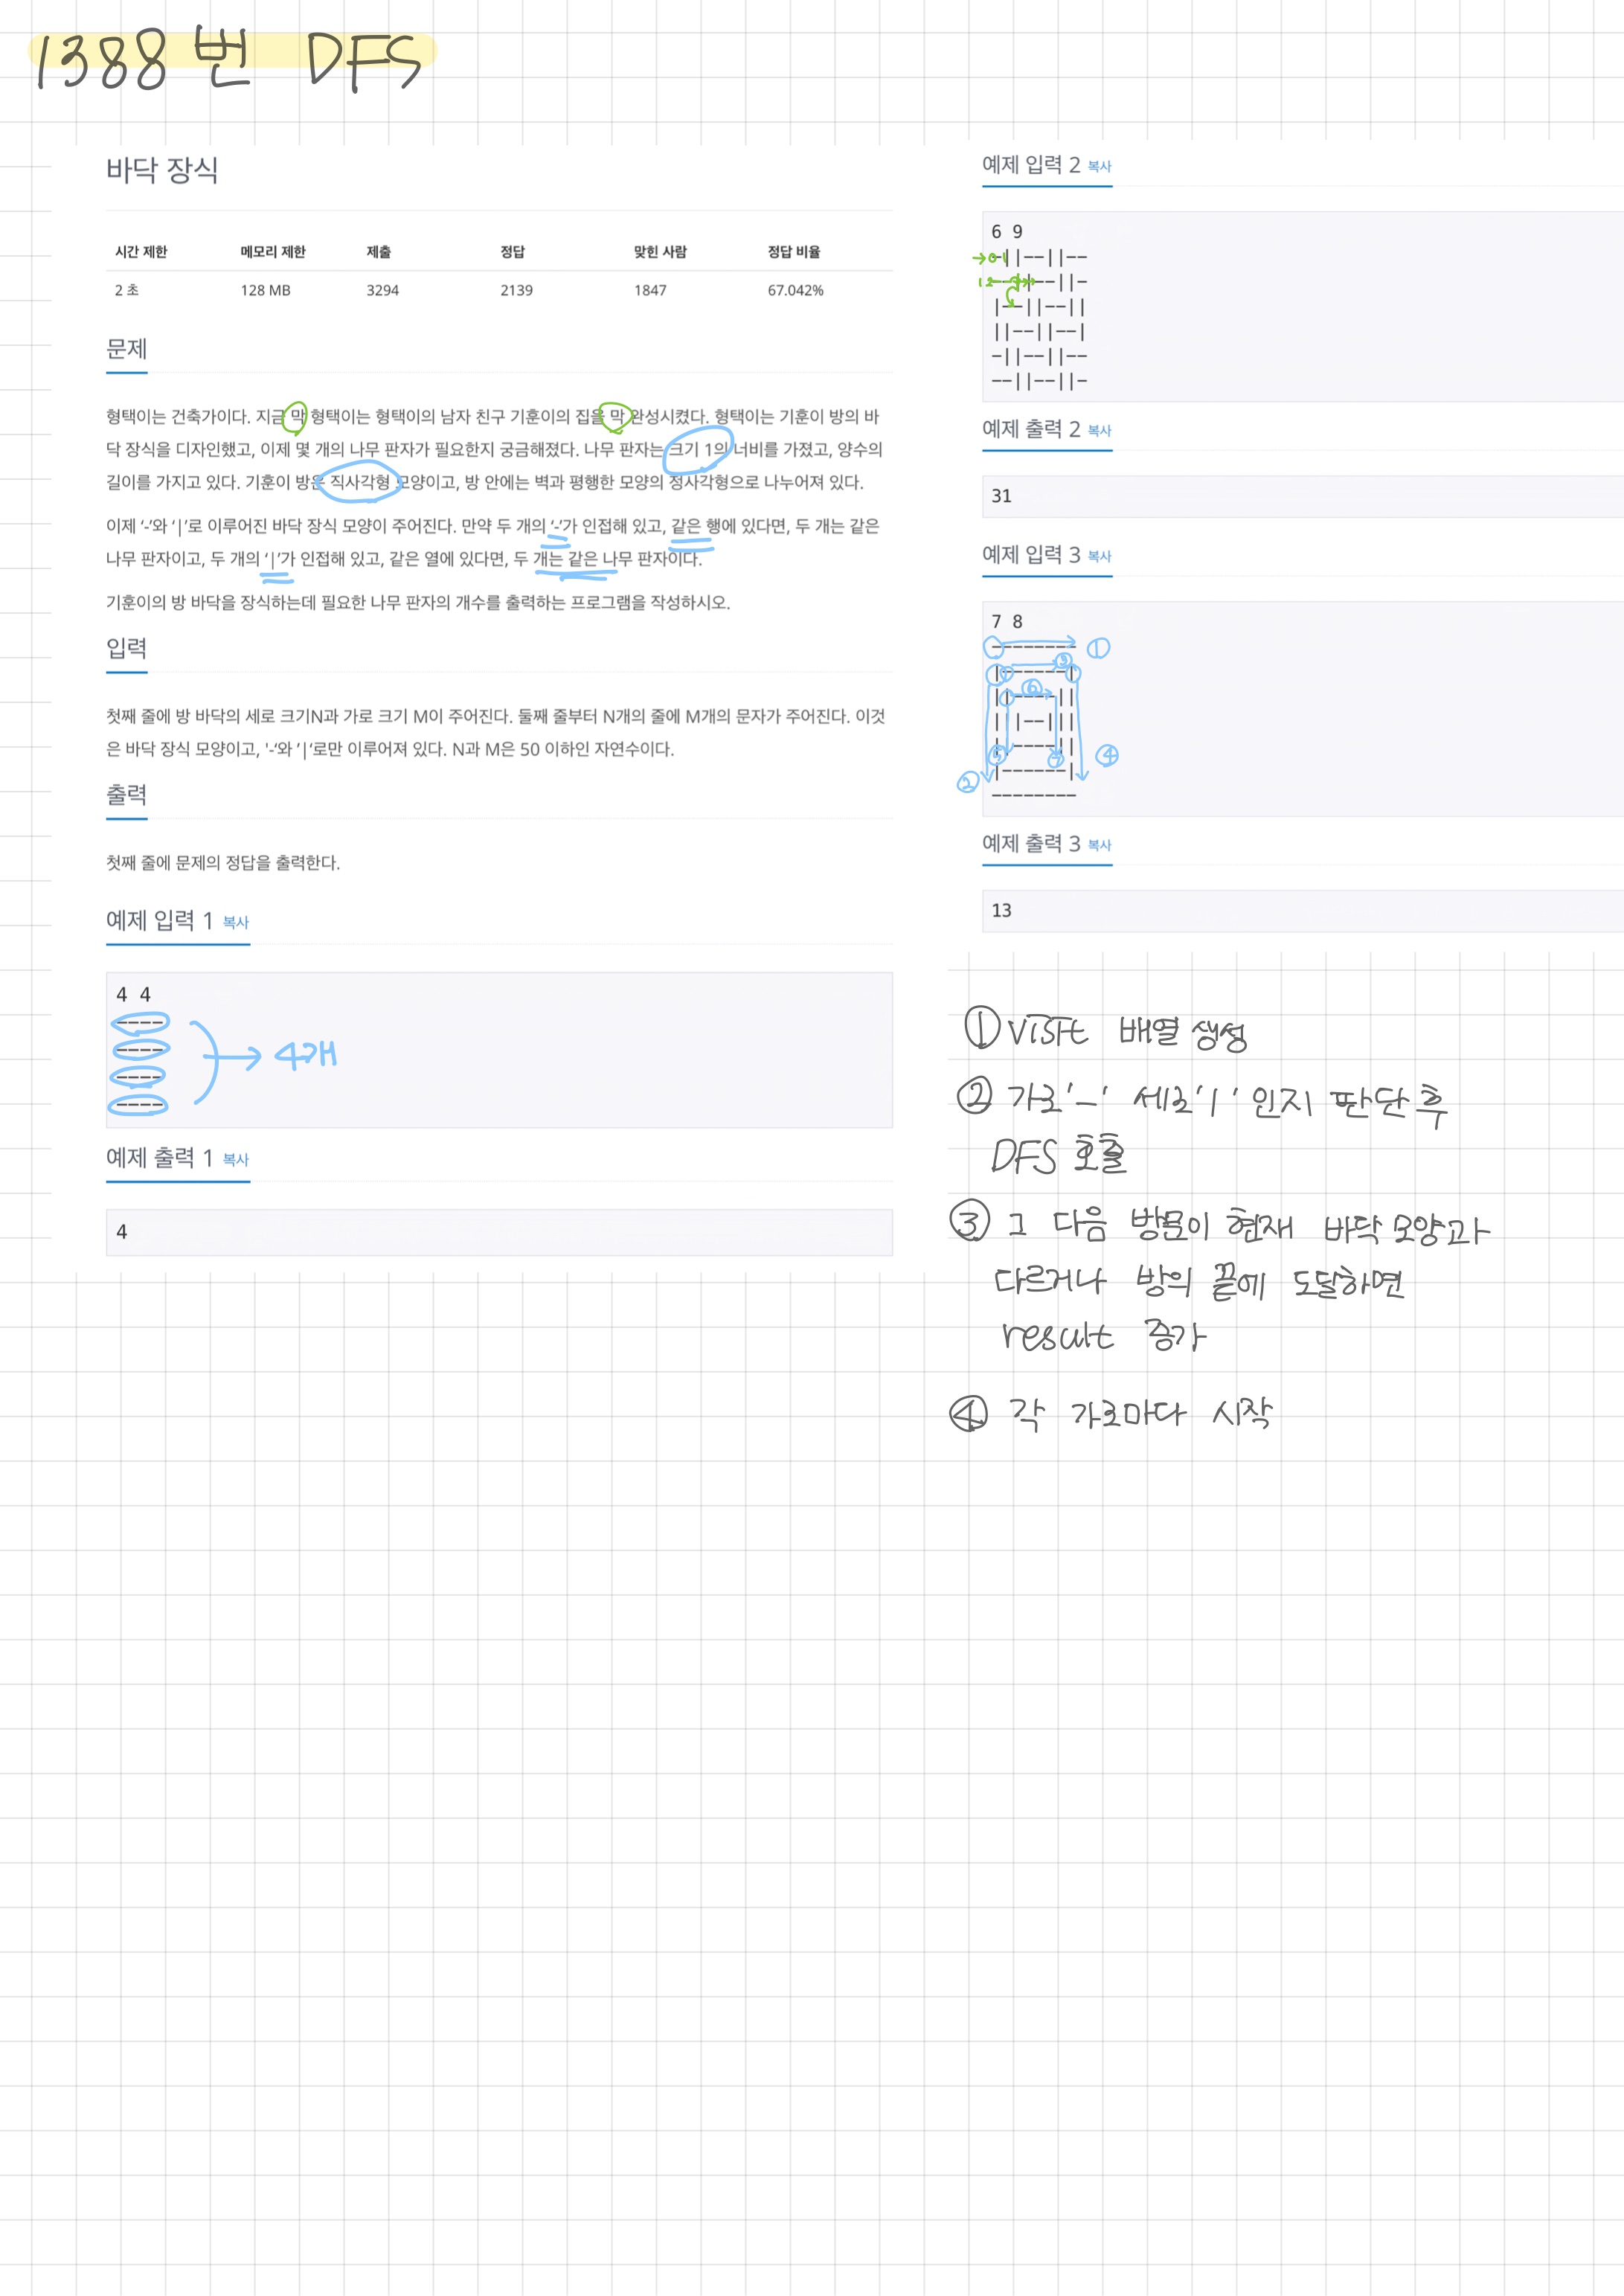 1388번 DFS
바닥 장식
시간 제한 메모리 제한 제출 정답 맞힌 사람 정답 비율
2 초 128 MB 3294 2139 1847 67.042%
문제
형택이는 건축가이다. 지금 막 형택이는 형택이의 남자 친구 기훈이의 집을 막 완성시켰다. 형택이는 기훈이 방의 바
닥 장식을 디자인했고, 이제 몇 개의 나무 판자가 필요한지 궁금해졌다. 나무 판자는 크기 1의 너비를 가졌고, 양수의
길이를 가지고 있다. 기훈이 방은 직사각형 모양이고, 방 안에는 벽과 평행한 모양의 정사각형으로 나누어져 있다.
이제 ‘-’와 ‘|’로 이루어진 바닥 장식 모양이 주어진다. 만약 두 개의 ‘-’가 인접해 있고, 같은 행에 있다면, 두 개는 같은
나무 판자이고, 두 개의 ‘|’가 인접해 있고, 같은 열에 있다면, 두 개는 같은 나무 판자이다.
기훈이의 방 바닥을 장식하는데 필요한 나무 판자의 개수를 출력하는 프로그램을 작성하시오.
입력
첫째 줄에 방 바닥의 세로 크기N과 가로 크기 M이 주어진다. 둘째 줄부터 N개의 줄에 M개의 문자가 주어진다. 이것
은 바닥 장식 모양이고, '-‘와 ’|‘로만 이루어져 있다. N과 M은 50 이하인 자연수이다.
출력
첫째 줄에 문제의 정답을 출력한다.
예제 입력 1 복사
4 4
----
----
----
----
→ 4개
예제 출력 1 복사
4
예제 입력 2 복사
6 9
-||--||--
--||--||-
|--||--||
||--||--|
-||--||--
--||--||-
예제 출력 2 복사
31
예제 입력 3 복사
7 8
--------
|------|
||----||
|||--|||
||----||
|------|
--------
① ② ③ ④ ⑥
예제 출력 3 복사
13
① Visit 배열 생성
② 가로'-' 세로'|' 인지 판단 후
DFS 호출
③ 그 다음 방문이 현재 바닥 모양과
다르거나 방의 끝에 도달하면
result 증가
④ 각 가로마다 시작